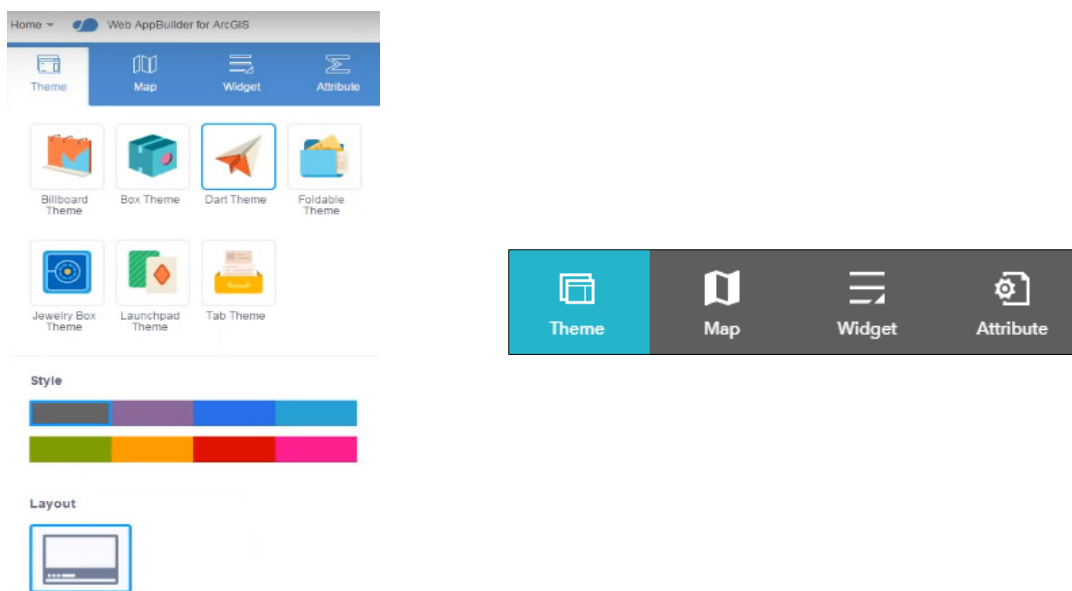 Home Web AppBuilder for ArcGIS
Theme Map Widget Attribute
Billboard Theme
Box Theme
Dart Theme
Foldable Theme
Jewelry Box Theme
Launchpad Theme
Tab Theme
Style
Layout
Theme Map Widget Attribute